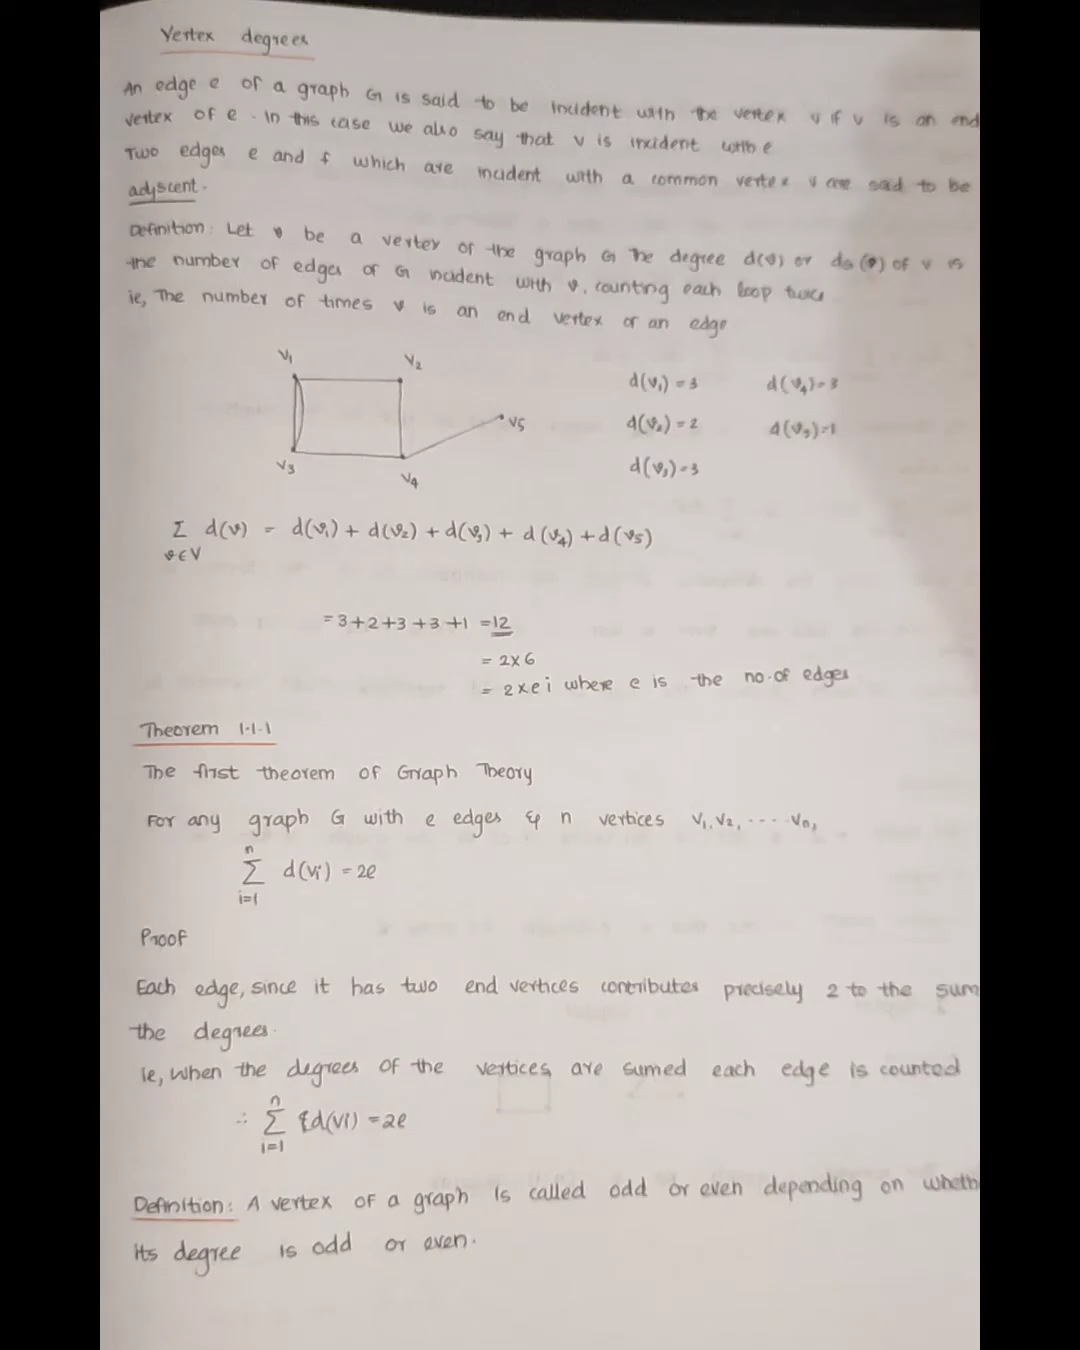 Vertex degrees
An edge e of a graph G is said to be incident with the vertex v if v is an end
vertex of e. In this case we also say that v is incident with e
Two edges e and f which are incident with a common vertex v are said to be
adjscent.
Definition: Let v be a vertex of the graph G The degree d(v) or dG(v) of v is
the number of edges of G incident with v, counting each loop twice
ie, The number of times v is an end vertex of an edge
V1 V2
V5
V3
V4
d(v1) = 3 d(v4) = 3
d(v2) = 2 d(v5) = 1
d(v3) = 3
Σ d(v) = d(v1) + d(v2) + d(v3) + d(v4) + d(v5)
v∈V
= 3+2+3+3+1 = 12
= 2×6
= 2×e ; where e is the no. of edges
Theorem 1.1.1
The first theorem of Graph Theory
For any graph G with e edges & n vertices V1, V2, ---- Vn,
n
Σ d(vi) = 2e
i=1
Proof
Each edge, since it has two end vertices contributes precisely 2 to the sum
the degrees.
ie, when the degrees of the vertices are sumed each edge is counted
n
∴ Σ d(vi) = 2e
i=1
Definition: A vertex of a graph is called odd or even depending on wheth
its degree is odd or even.